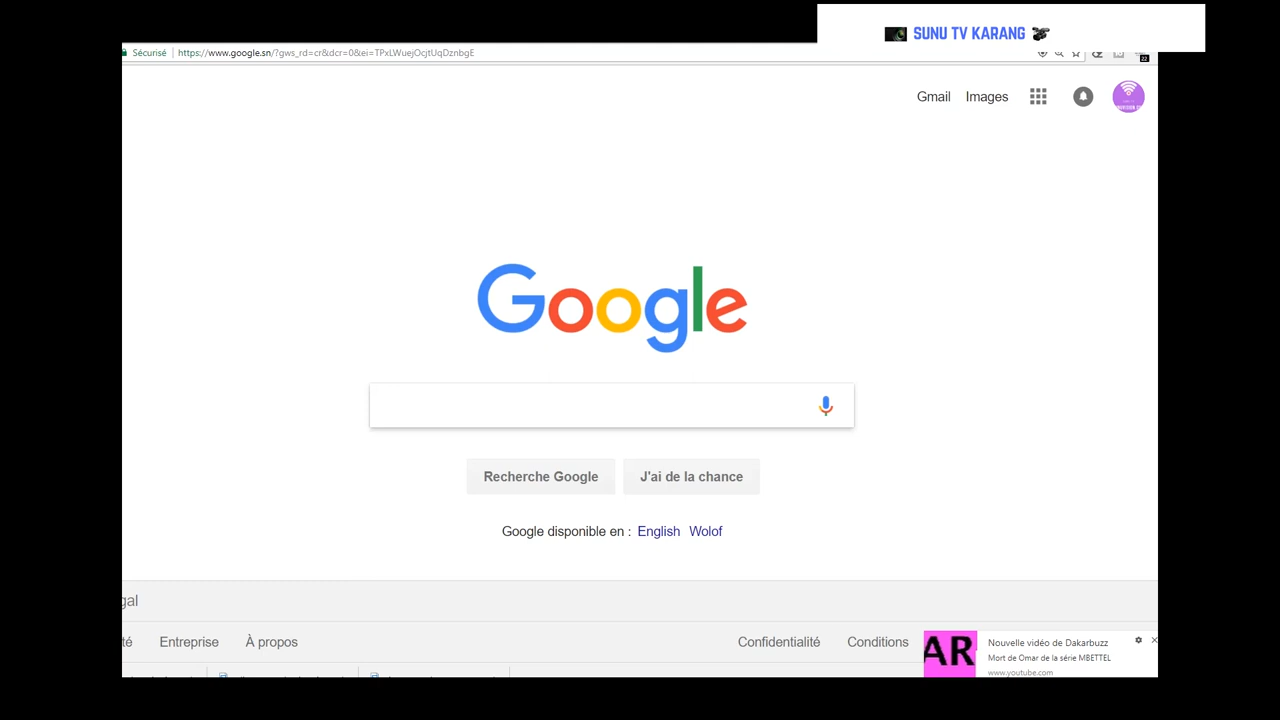 SUNU TV KARANG
Sécurisé https://www.google.sn/?gws_rd=cr&dcr=0&ei=TPxLWuejOcjtUqDznbgE
22
Gmail Images
Google
Recherche Google J'ai de la chance
Google disponible en : English Wolof
gal
té Entreprise À propos Confidentialité Conditions
AR
Nouvelle vidéo de Dakarbuzz
Mort de Omar de la série MBETTEL
www.youtube.com